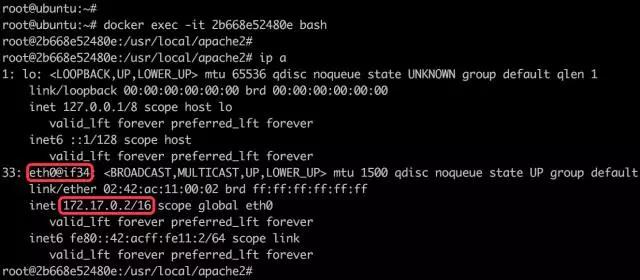 root@ubuntu:~#
root@ubuntu:~# docker exec -it 2b668e52480e bash
root@2b668e52480e:/usr/local/apache2#
root@2b668e52480e:/usr/local/apache2# ip a
1: lo: <LOOPBACK,UP,LOWER_UP> mtu 65536 qdisc noqueue state UNKNOWN group default qlen 1
    link/loopback 00:00:00:00:00:00 brd 00:00:00:00:00:00
    inet 127.0.0.1/8 scope host lo
       valid_lft forever preferred_lft forever
    inet6 ::1/128 scope host
       valid_lft forever preferred_lft forever
33: eth0@if34: <BROADCAST,MULTICAST,UP,LOWER_UP> mtu 1500 qdisc noqueue state UP group default
    link/ether 02:42:ac:11:00:02 brd ff:ff:ff:ff:ff:ff
    inet 172.17.0.2/16 scope global eth0
       valid_lft forever preferred_lft forever
    inet6 fe80::42:acff:fe11:2/64 scope link
       valid_lft forever preferred_lft forever
root@2b668e52480e:/usr/local/apache2#